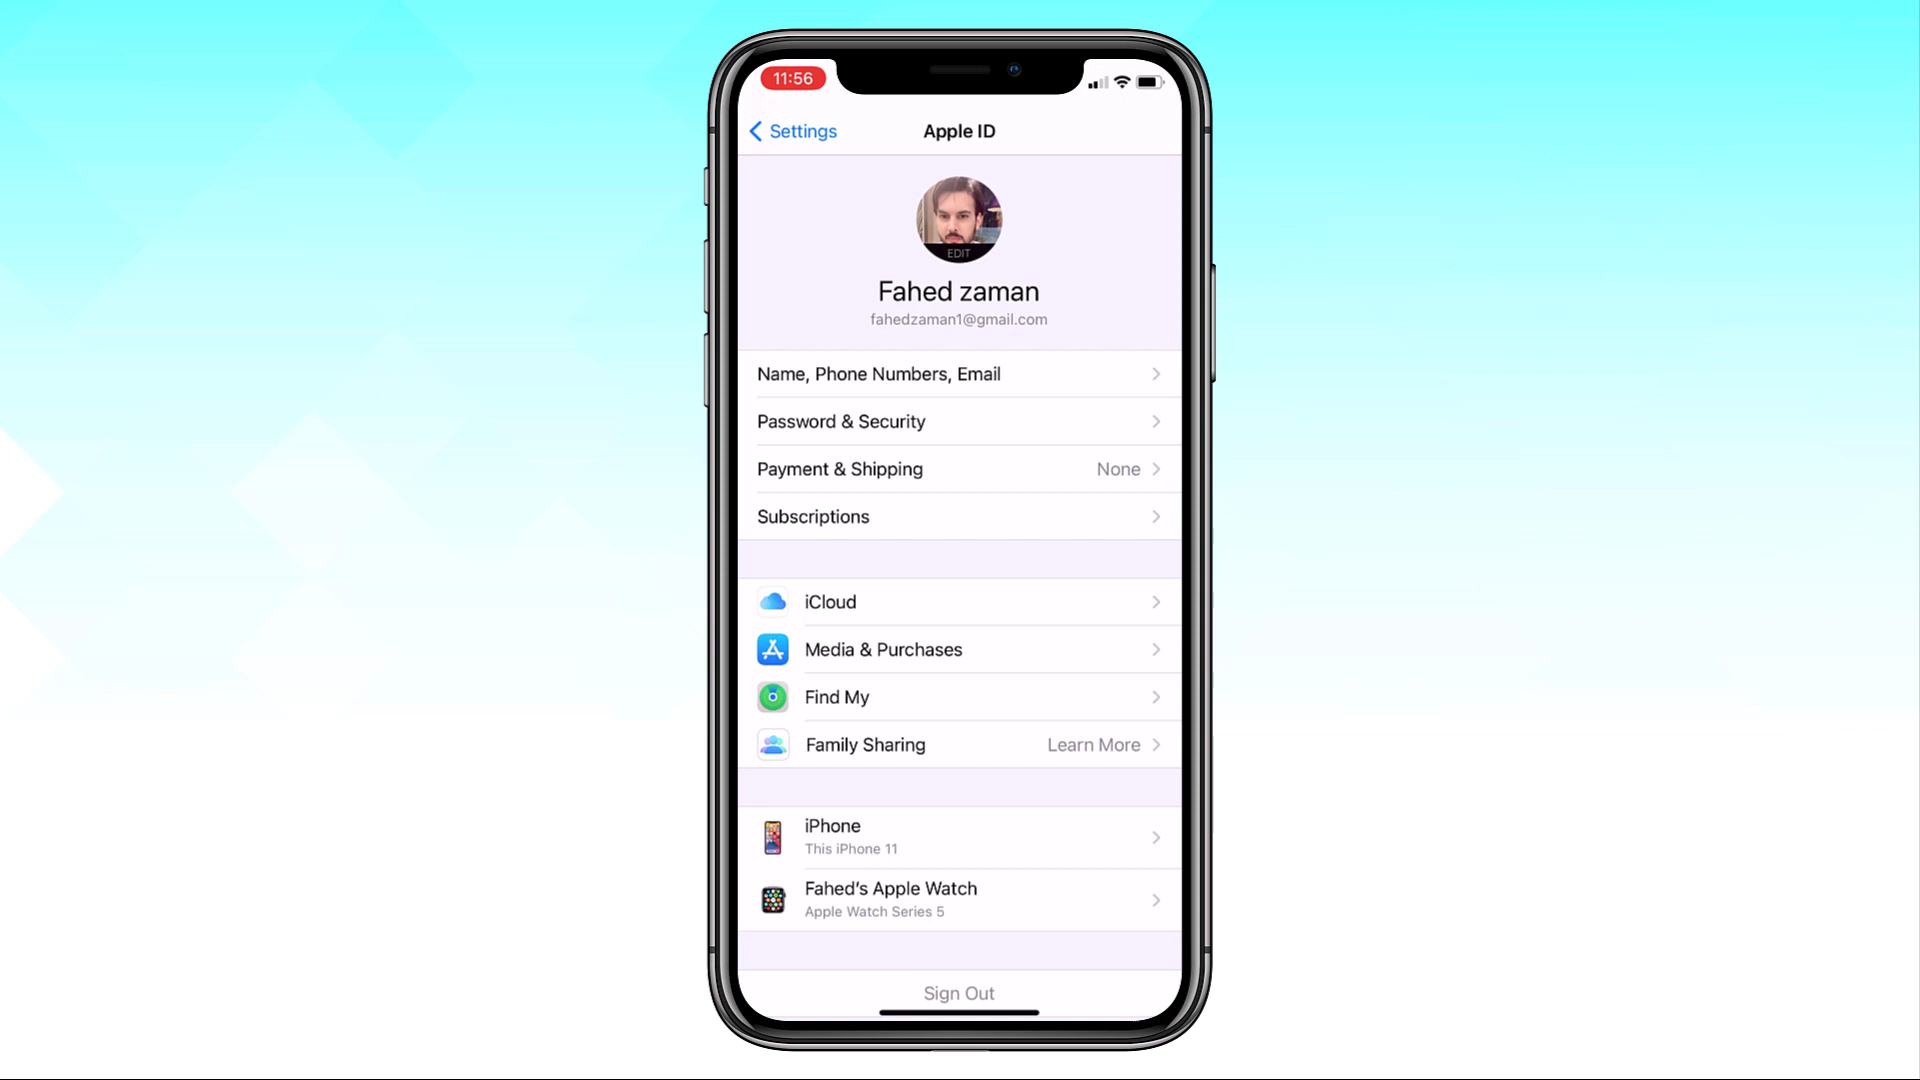 11:56
Settings
Apple ID
EDIT
Fahed zaman
fahedzaman1@gmail.com
Name, Phone Numbers, Email
Password & Security
Payment & Shipping None
Subscriptions
iCloud
Media & Purchases
Find My
Family Sharing Learn More
iPhone
This iPhone 11
Fahed's Apple Watch
Apple Watch Series 5
Sign Out